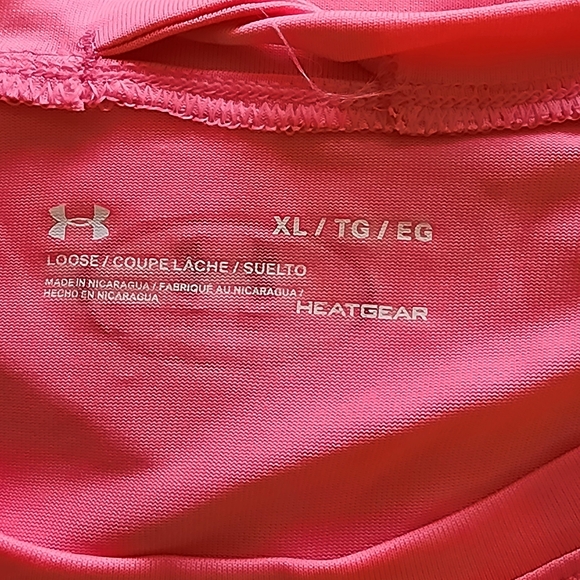 XL / TG / EG
LOOSE / COUPE LÂCHE / SUELTO
MADE IN NICARAGUA / FABRIQUÉ AU NICARAGUA /
HECHO EN NICARAGUA
HEATGEAR